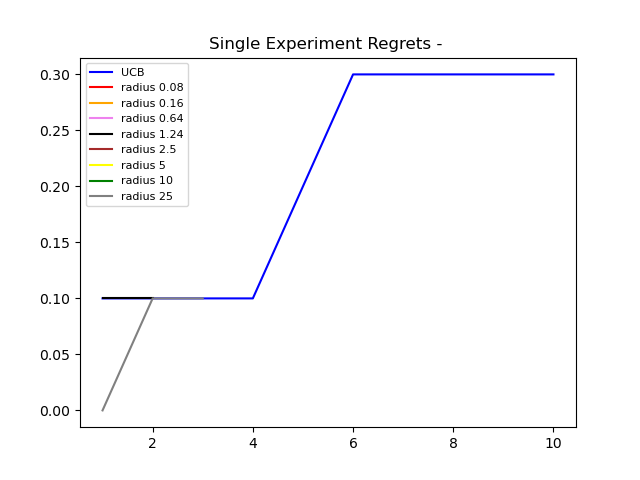 Single Experiment Regrets -
0.30
0.25
0.20
0.15
0.10
0.05
0.00
UCB
radius 0.08
radius 0.16
radius 0.64
radius 1.24
radius 2.5
radius 5
radius 10
radius 25
2 4 6 8 10